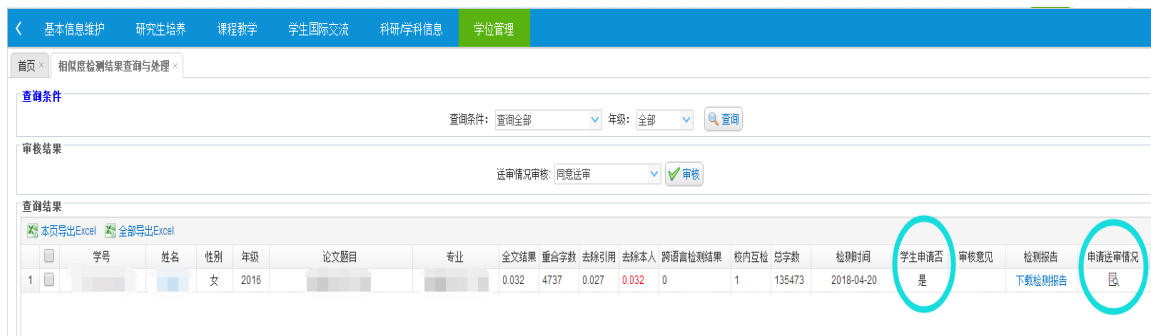 基本信息维护 研究生培养 课程教学 学生国际交流 科研/学科信息 学位管理
首页 × 相似度检测结果查询与处理 ×
查询条件
查询条件: 查询全部 年级: 全部 查询
审核结果
送审情况审核: 同意送审 审核
查询结果
本页导出Excel 全部导出Excel
学号 姓名 性别 年级 论文题目 专业 全文结果 重合字数 去除引用 去除本人 跨语言检测结果 校内互检 总字数 检测时间 学生申请否 审核意见 检测报告 申请送审情况
1 女 2016 0.032 4737 0.027 0.032 0 1 135473 2018-04-20 是 下载检测报告